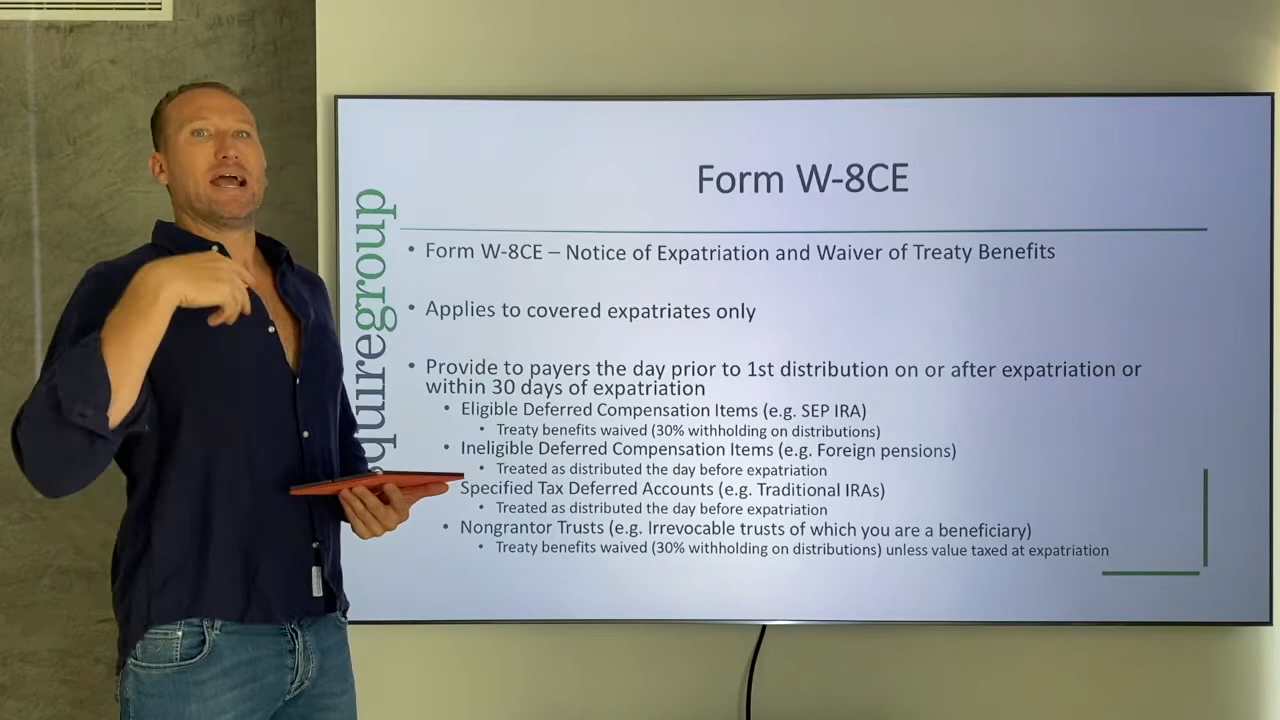 Form W-8CE
• Form W-8CE – Notice of Expatriation and Waiver of Treaty Benefits
• Applies to covered expatriates only
• Provide to payers the day prior to 1st distribution on or after expatriation or
within 30 days of expatriation
• Eligible Deferred Compensation Items (e.g. SEP IRA)
• Treaty benefits waived (30% withholding on distributions)
• Ineligible Deferred Compensation Items (e.g. Foreign pensions)
• Treated as distributed the day before expatriation
Specified Tax Deferred Accounts (e.g. Traditional IRAs)
• Treated as distributed the day before expatriation
• Nongrantor Trusts (e.g. Irrevocable trusts of which you are a beneficiary)
• Treaty benefits waived (30% withholding on distributions) unless value taxed at expatriation
quiregroup